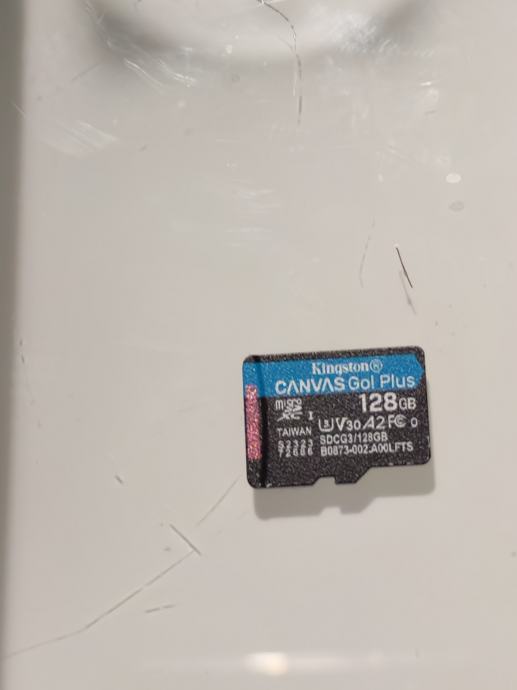 Kingston®
CANVAS Go! Plus
128GB
micro SD XC I
U3 V30 A2 FC
TAIWAN
SDCG3/128GB
B0873-002.A00LFTS